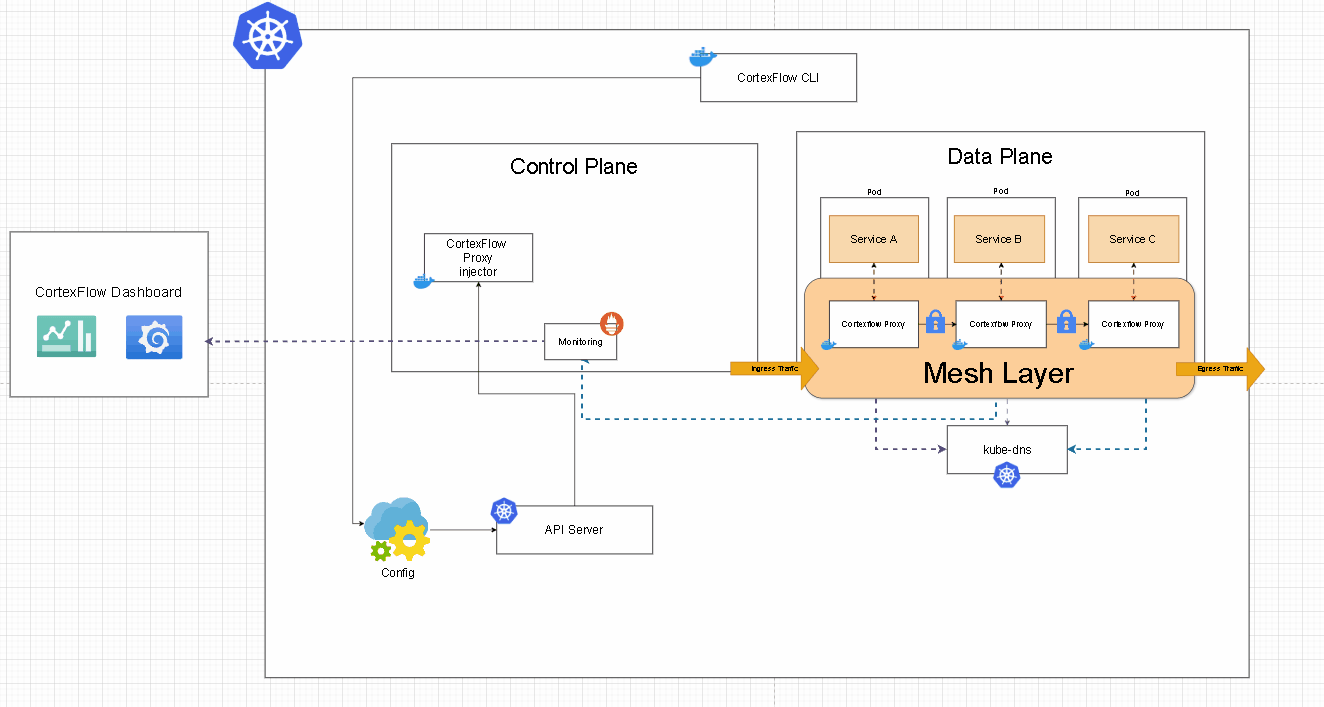 CortexFlow CLI
Control Plane
Data Plane
Pod
Pod
Pod
Service A
Service B
Service C
CortexFlow
Proxy
injector
CortexFlow Dashboard
Monitoring
Cortexflow Proxy
Cortexflow Proxy
Cortexflow Proxy
Ingress Traffic
Mesh Layer
Egress Traffic
kube-dns
API Server
Config